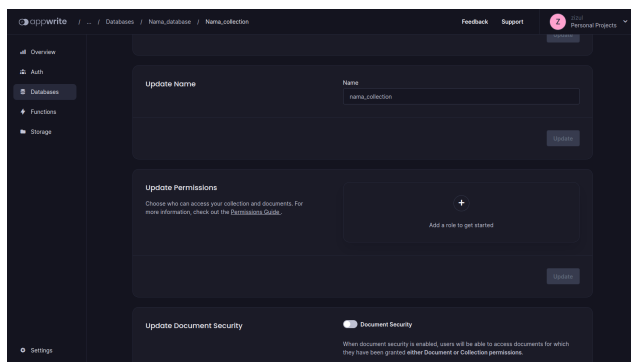 appwrite / ... / Databases / Nama_database / Nama_collection
Feedback Support
Z
Personal Projects
Update
Overview
Auth
Databases
Functions
Storage
Settings
Update Name
Name
nama_collection
Update
Update Permissions
Choose who can access your collection and documents. For
more information, check out the Permissions Guide .
Add a role to get started
Update
Update Document Security
Document Security
When document security is enabled, users will be able to access documents for which
they have been granted either Document or Collection permissions.